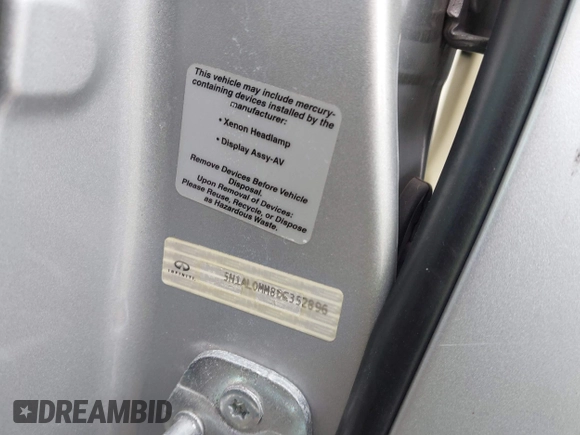 This vehicle may include mercury-
containing devices installed by the
manufacturer:
• Xenon Headlamp
• Display Assy-AV
Remove Devices Before Vehicle
Disposal.
Upon Removal of Devices:
Please Reuse, Recycle, or Dispose
as Hazardous Waste.
INFINITI
5N1AL0MM8DC352896
DREAMBID